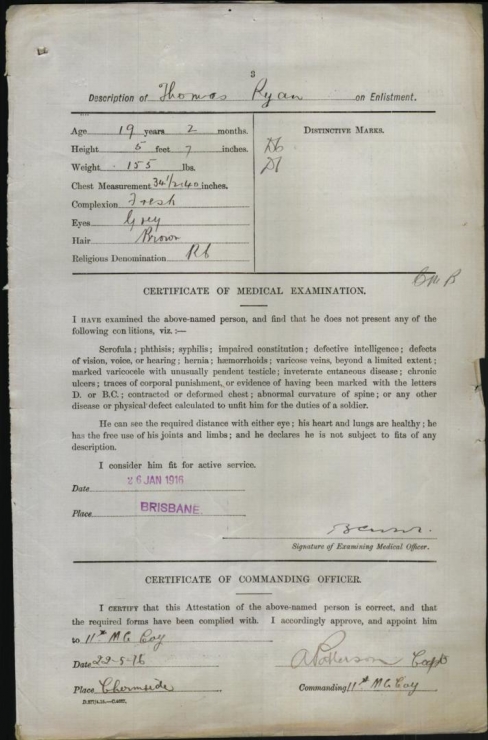 3
Description of Thomas Ryan on Enlistment.
Age 19 years 2 months.
Height 5 feet 7 inches.
Weight 155 lbs.
Chest Measurement 34 1/2-40 inches.
Complexion Fresh
Eyes Grey
Hair Brown
Religious Denomination RC
DISTINCTIVE MARKS.
CERTIFICATE OF MEDICAL EXAMINATION.
I HAVE examined the above-named person, and find that he does not present any of the
following con itions, viz. :—
Scrofula; phthisis; syphilis; impaired constitution; defective intelligence; defects
of vision, voice, or hearing; hernia; hæmorrhoids; varicose veins, beyond a limited extent;
marked varicocele with unusually pendent testicle; inveterate cutaneous disease; chronic
ulcers; traces of corporal punishment, or evidence of having been marked with the letters
D. or B.C.; contracted or deformed chest; abnormal curvature of spine; or any other
disease or physical defect calculated to unfit him for the duties of a soldier.
He can see the required distance with either eye; his heart and lungs are healthy; he
has the free use of his joints and limbs; and he declares he is not subject to fits of any
description.
I consider him fit for active service.
Date 26 JAN 1916
Place BRISBANE.
Signature of Examining Medical Officer.
CERTIFICATE OF COMMANDING OFFICER.
I CERTIFY that this Attestation of the above-named person is correct, and that
the required forms have been complied with. I accordingly approve, and appoint him
to 11th M.G Coy
Date 22-5-16
Capt
Place Chermside Commanding 11th M.G Coy